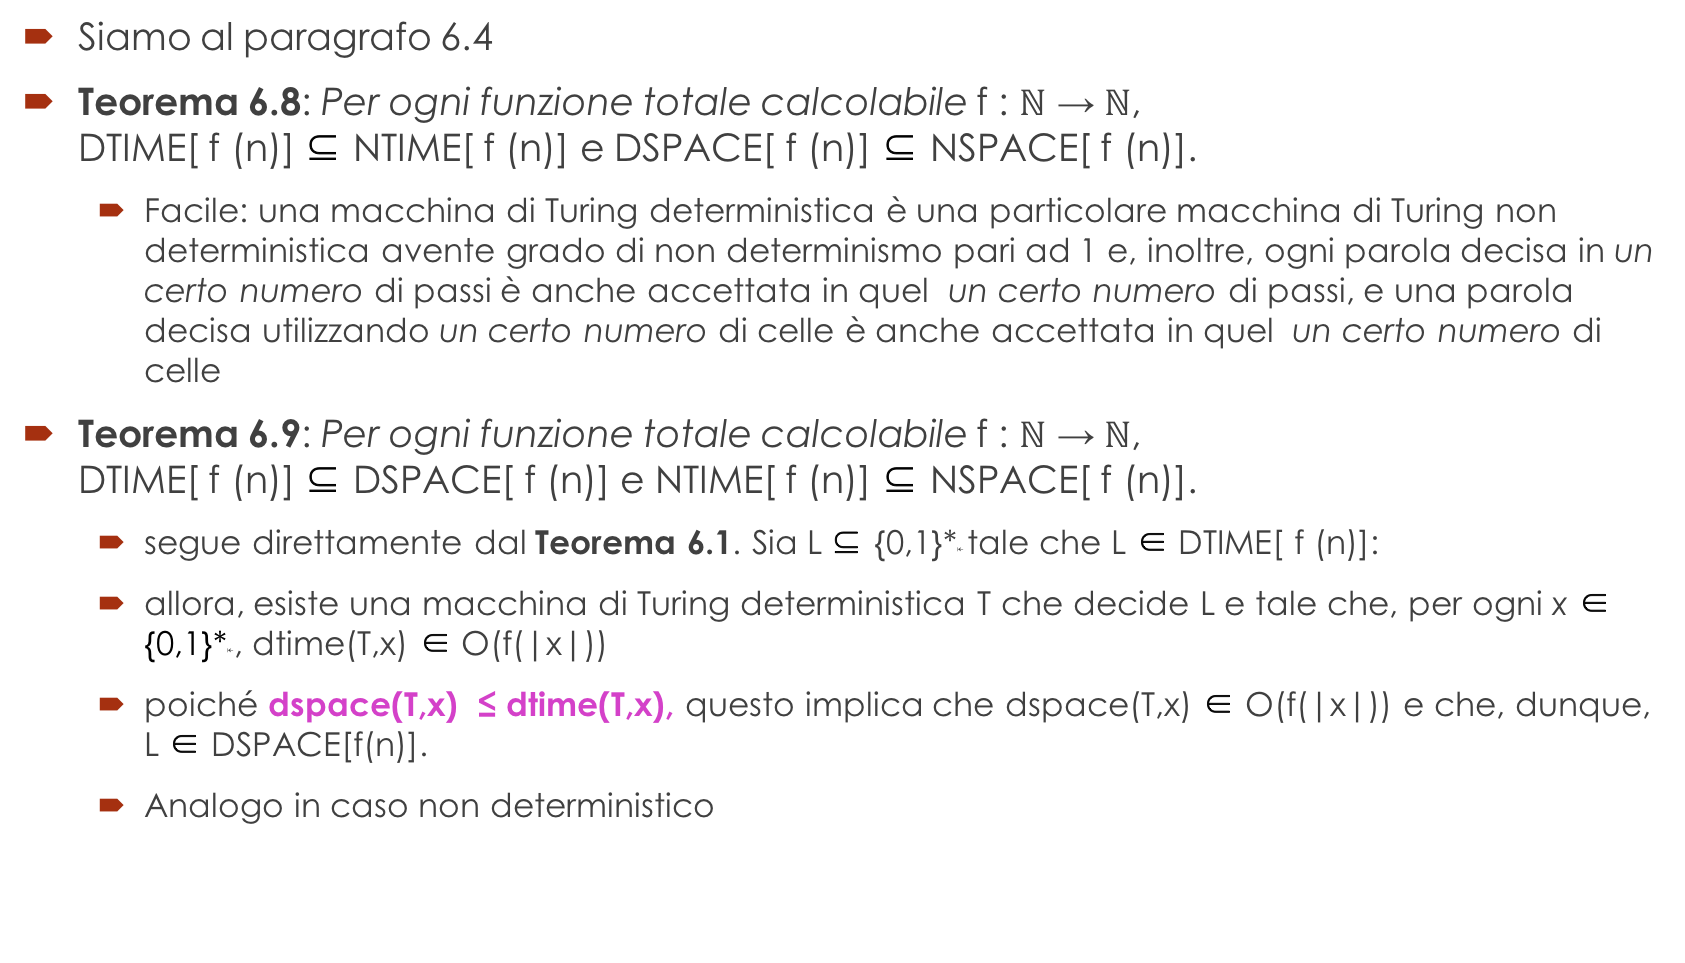 Siamo al paragrafo 6.4
Teorema 6.8: Per ogni funzione totale calcolabile f : ℕ → ℕ,
DTIME[ f (n)] ⊆ NTIME[ f (n)] e DSPACE[ f (n)] ⊆ NSPACE[ f (n)].
Facile: una macchina di Turing deterministica è una particolare macchina di Turing non
deterministica avente grado di non determinismo pari ad 1 e, inoltre, ogni parola decisa in un
certo numero di passi è anche accettata in quel un certo numero di passi, e una parola
decisa utilizzando un certo numero di celle è anche accettata in quel un certo numero di
celle
Teorema 6.9: Per ogni funzione totale calcolabile f : ℕ → ℕ,
DTIME[ f (n)] ⊆ DSPACE[ f (n)] e NTIME[ f (n)] ⊆ NSPACE[ f (n)].
segue direttamente dal Teorema 6.1. Sia L ⊆ {0,1}* tale che L ∈ DTIME[ f (n)]:
allora, esiste una macchina di Turing deterministica T che decide L e tale che, per ogni x ∈
{0,1}*, dtime(T,x) ∈ O(f(|x|))
poiché dspace(T,x) ≤ dtime(T,x), questo implica che dspace(T,x) ∈ O(f(|x|)) e che, dunque,
L ∈ DSPACE[f(n)].
Analogo in caso non deterministico